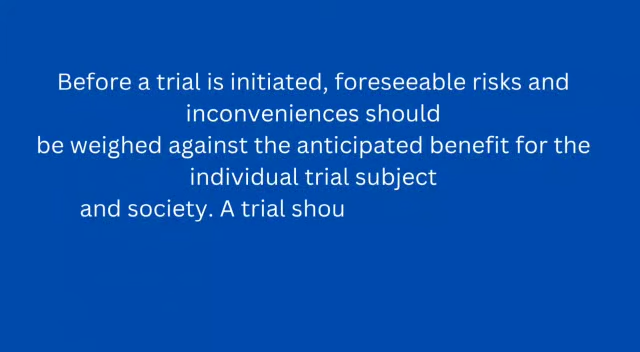 Before a trial is initiated, foreseeable risks and
inconveniences should
be weighed against the anticipated benefit for the
individual trial subject
and society. A trial shou